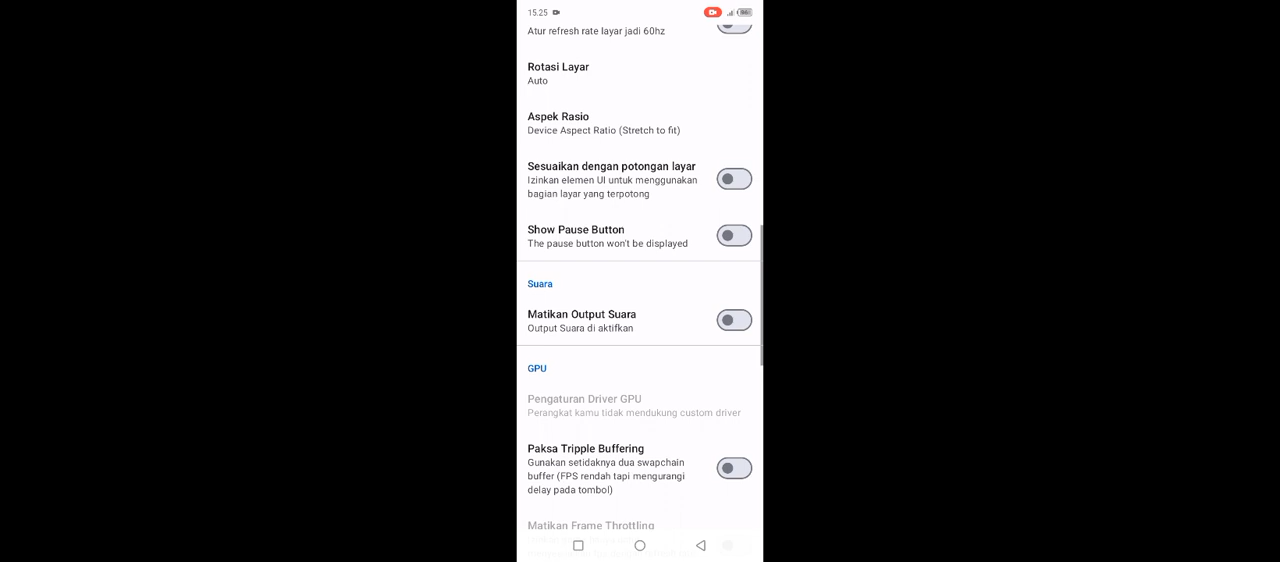 15.25
96
Atur refresh rate layar jadi 60hz
Rotasi Layar
Auto
Aspek Rasio
Device Aspect Ratio (Stretch to fit)
Sesuaikan dengan potongan layar
Izinkan elemen UI untuk menggunakan
bagian layar yang terpotong
Show Pause Button
The pause button won't be displayed
Suara
Matikan Output Suara
Output Suara di aktifkan
GPU
Pengaturan Driver GPU
Perangkat kamu tidak mendukung custom driver
Paksa Tripple Buffering
Gunakan setidaknya dua swapchain
buffer (FPS rendah tapi mengurangi
delay pada tombol)
Matikan Frame Throttling